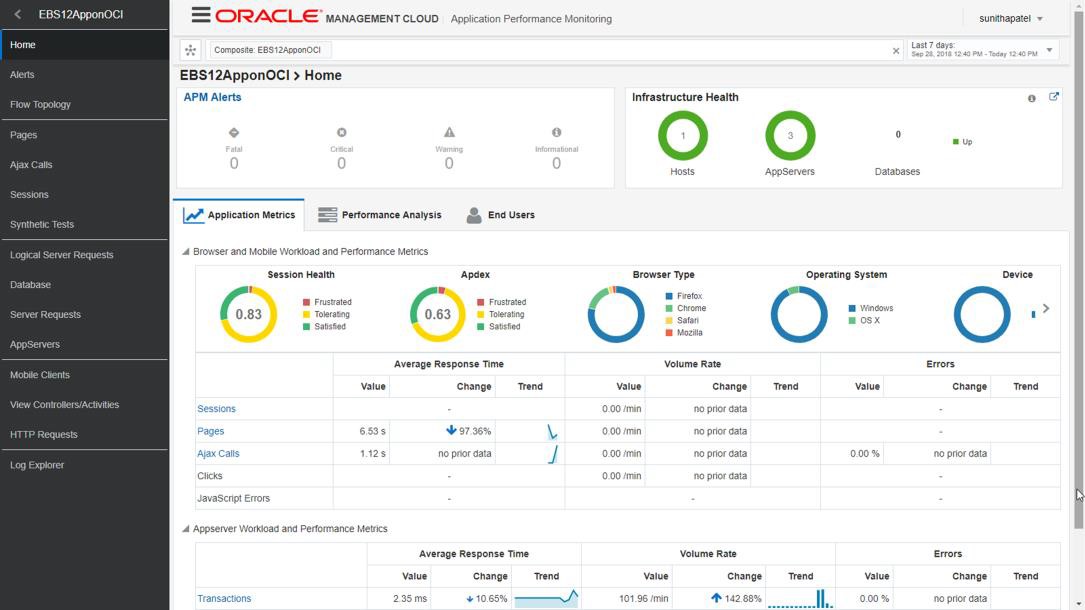 EBS12ApponOCI
Home
Alerts
Flow Topology
Pages
Ajax Calls
Sessions
Synthetic Tests
Logical Server Requests
Database
Server Requests
AppServers
Mobile Clients
View Controllers/Activities
HTTP Requests
Log Explorer
ORACLE MANAGEMENT CLOUD Application Performance Monitoring
sunithapatel
Composite: EBS12ApponOCI
Last 7 days:
Sep 28, 2018 12:40 PM - Today 12:40 PM
EBS12ApponOCI > Home
APM Alerts
Fatal Critical Warning Informational
0 0 0 0
Infrastructure Health
1 3 0
Up
Hosts AppServers Databases
Application Metrics Performance Analysis End Users
Browser and Mobile Workload and Performance Metrics
Session Health
0.83
Frustrated
Tolerating
Satisfied
Apdex
0.63
Frustrated
Tolerating
Satisfied
Browser Type
Firefox
Chrome
Safari
Mozilla
Operating System
Windows
OS X
Device
Average Response Time Volume Rate Errors
Value Change Trend Value Change Trend Value Change Trend
Sessions - 0.00 /min no prior data -
Pages 6.53 s 97.36% 0.00 /min no prior data -
Ajax Calls 1.12 s no prior data 0.00 /min no prior data 0.00 % no prior data
Clicks - 0.00 /min no prior data -
JavaScript Errors - - -
Appserver Workload and Performance Metrics
Average Response Time Volume Rate Errors
Value Change Trend Value Change Trend Value Change Trend
Transactions 2.35 ms 10.65% 101.96 /min 142.88% 0.00 % no prior data